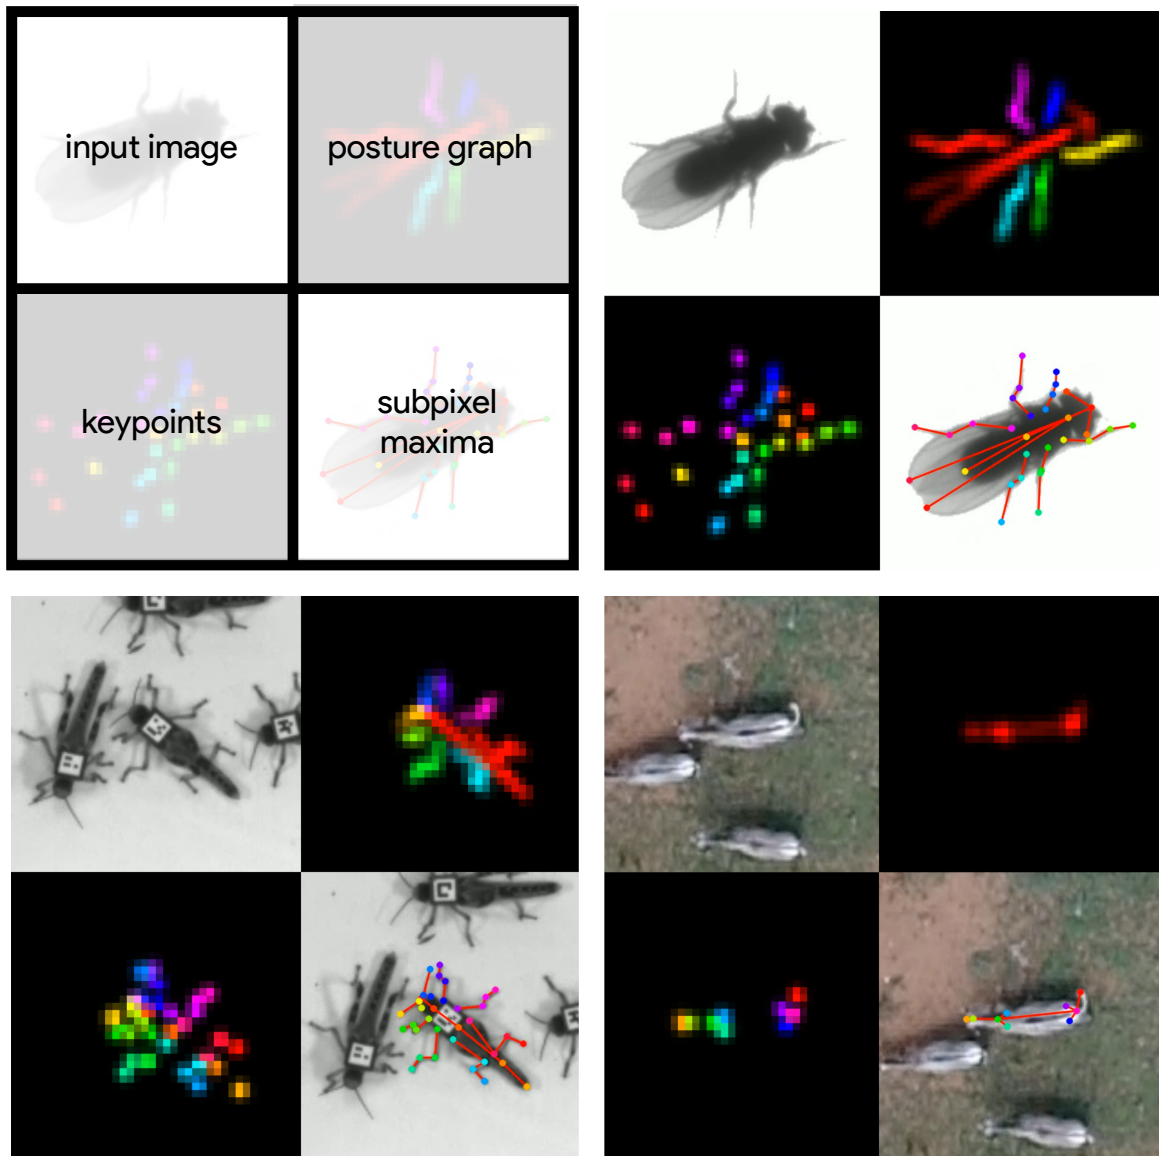 input image
posture graph
keypoints
subpixel
maxima